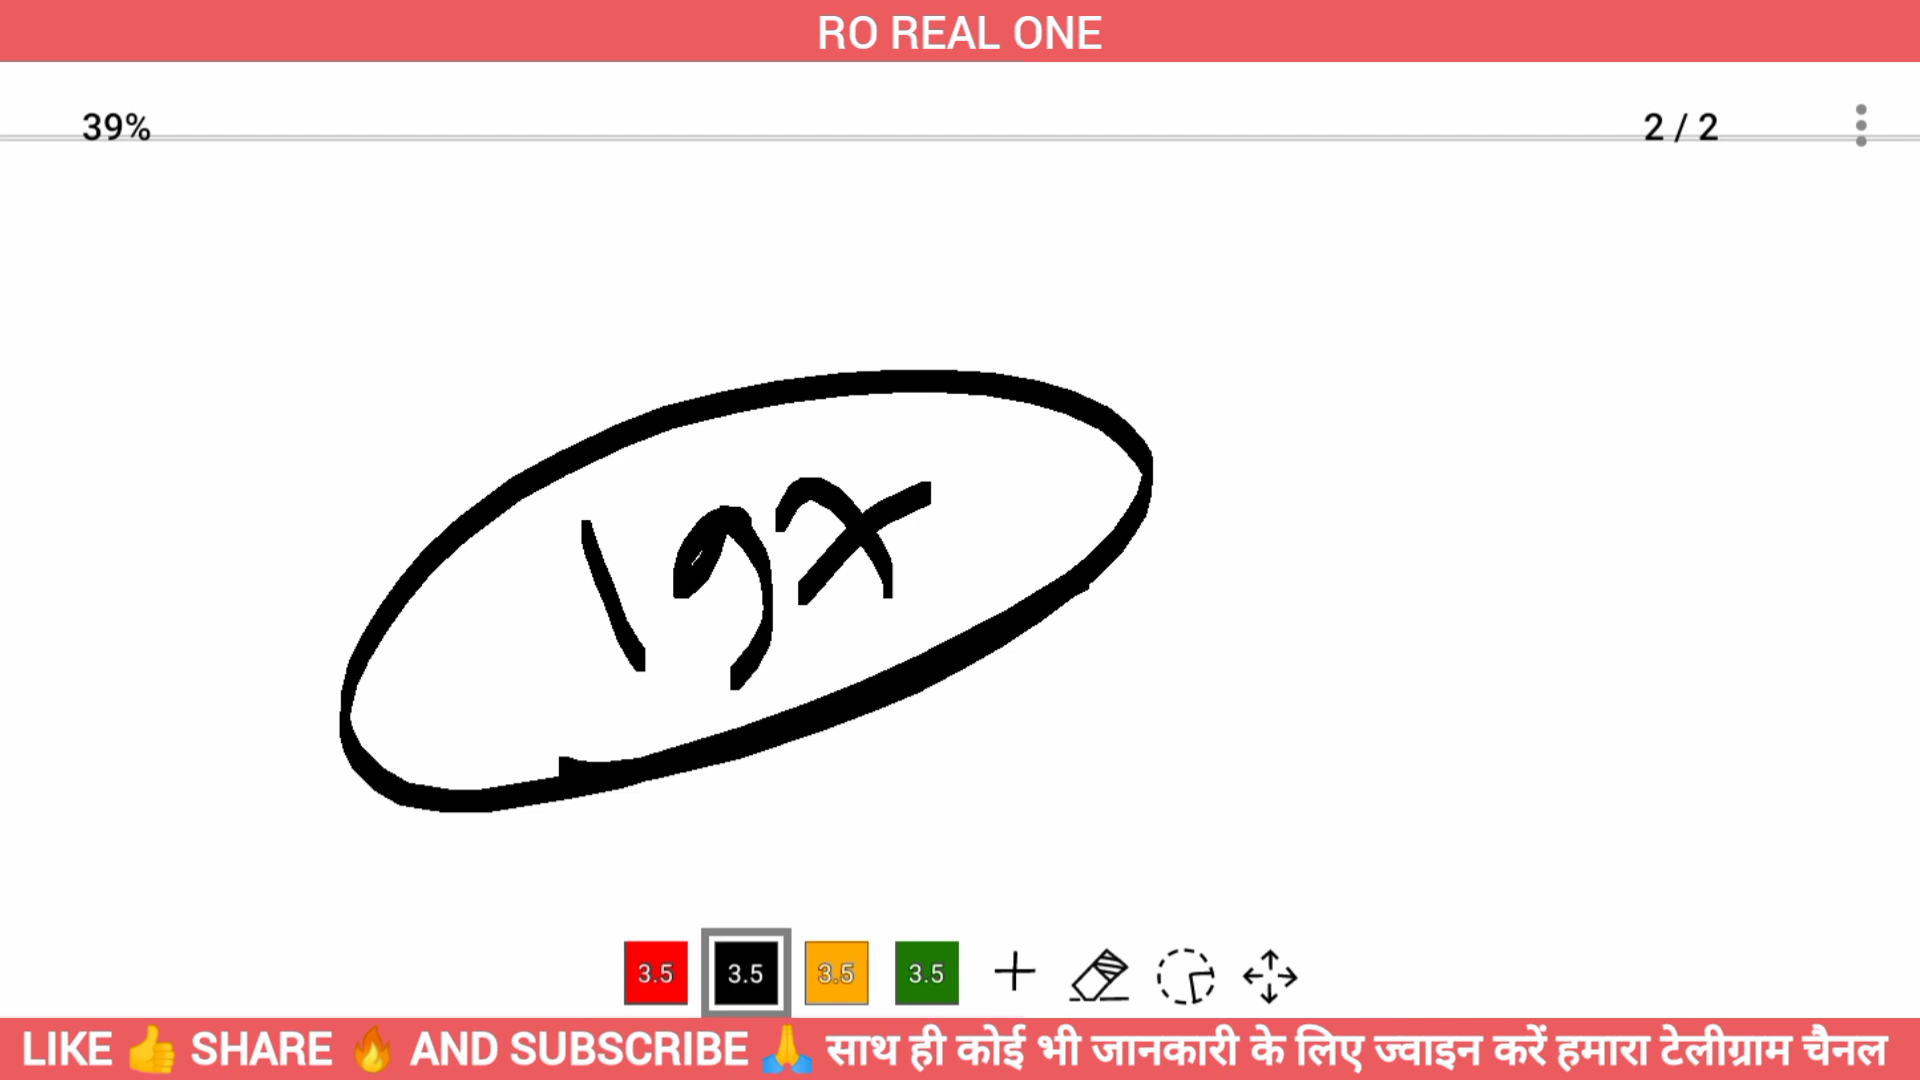 RO REAL ONE
39%
2 / 2
197
3.5 3.5 3.5 3.5
LIKE 👍 SHARE 🔥 AND SUBSCRIBE 🙏 साथ ही कोई भी जानकारी के लिए ज्वाइन करें हमारा टेलीग्राम चैनल